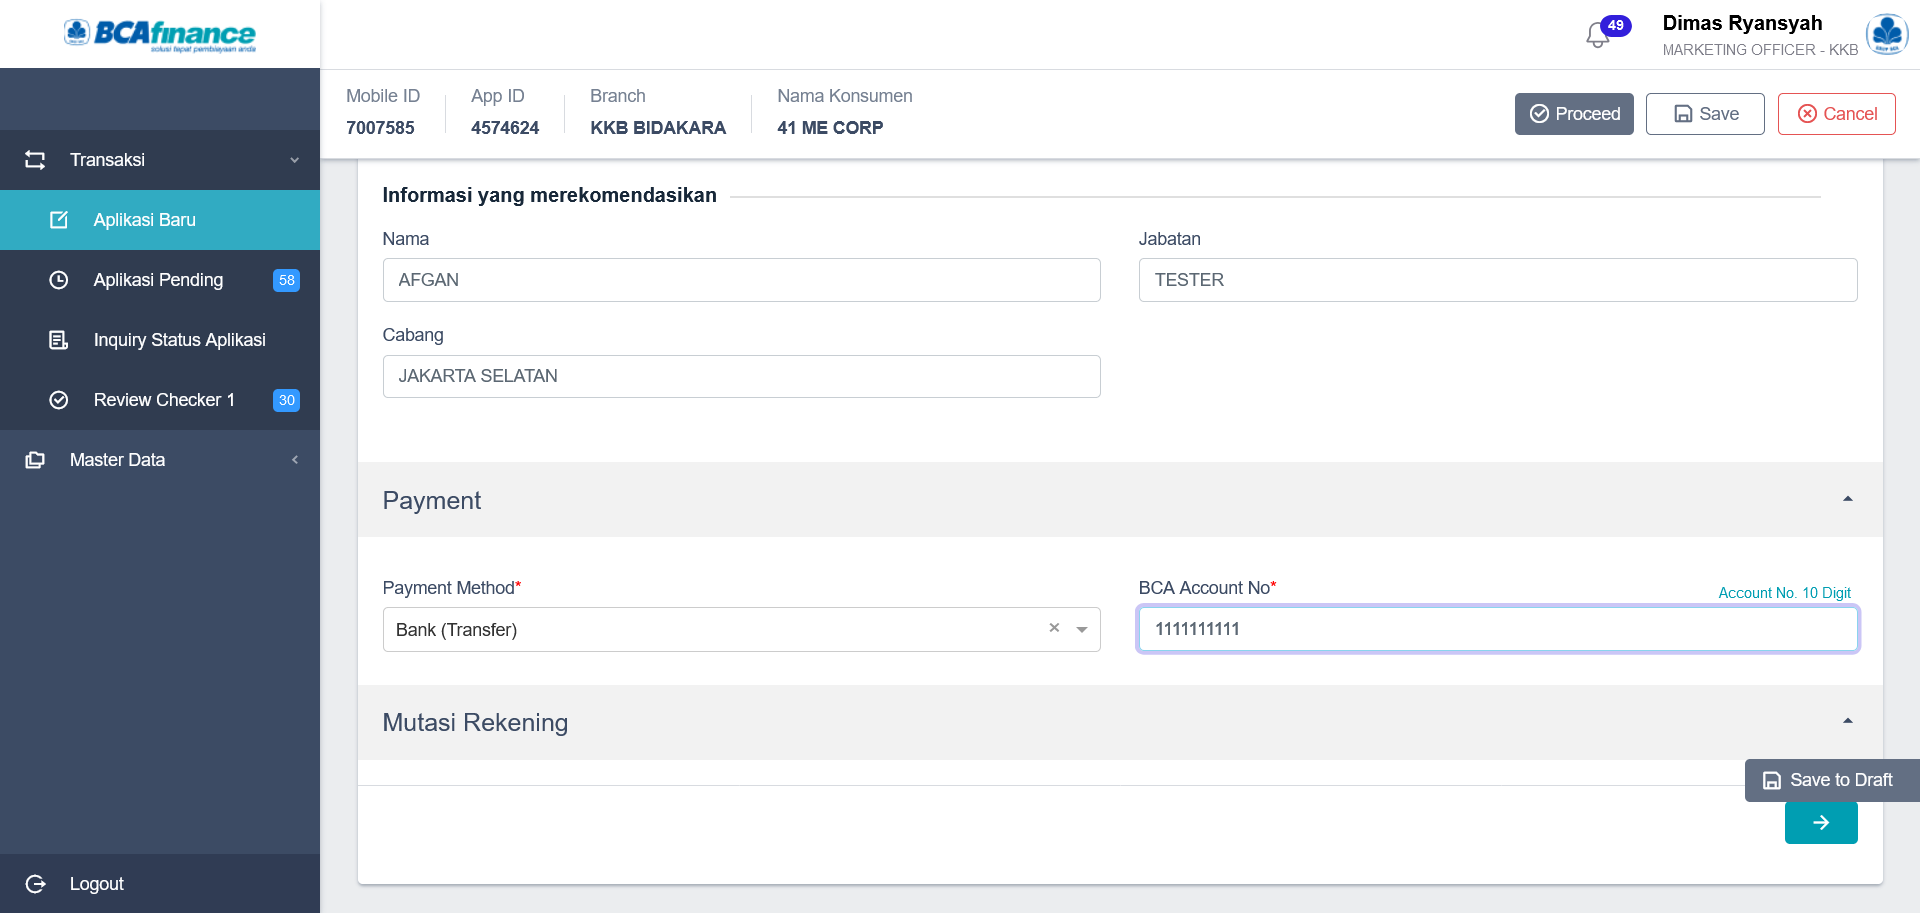 BCAfinance
solusi tepat pembiayaan anda
49
Dimas Ryansyah
MARKETING OFFICER - KKB
Mobile ID
7007585
App ID
4574624
Branch
KKB BIDAKARA
Nama Konsumen
41 ME CORP
Proceed
Save
Cancel
Transaksi
Aplikasi Baru
Aplikasi Pending
58
Inquiry Status Aplikasi
Review Checker 1
30
Master Data
Logout
Informasi yang merekomendasikan
Nama
AFGAN
Jabatan
TESTER
Cabang
JAKARTA SELATAN
Payment
Payment Method*
Bank (Transfer)
BCA Account No*
Account No. 10 Digit
1111111111
Mutasi Rekening
Save to Draft